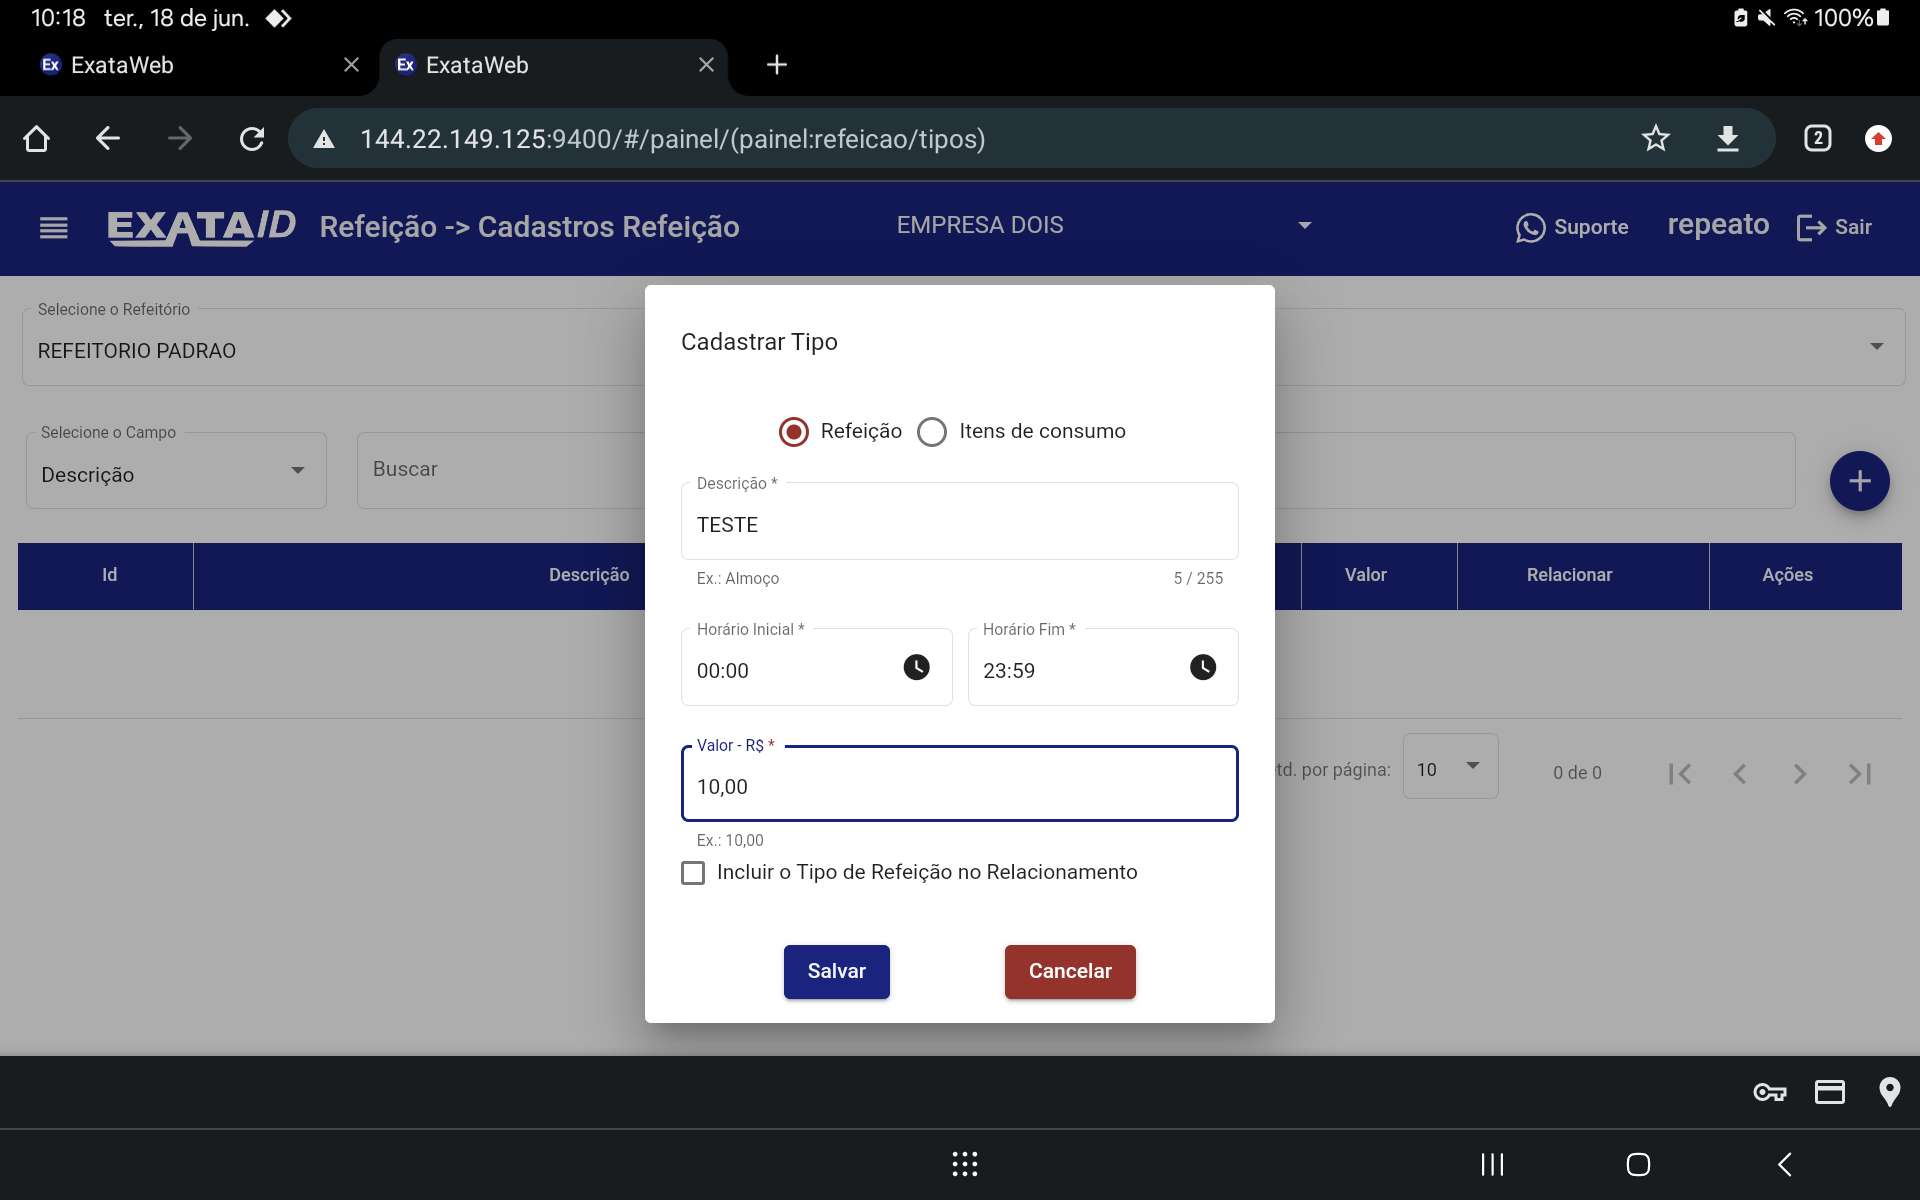 10:18 ter., 18 de jun. 100%
Ex ExataWeb Ex ExataWeb
144.22.149.125:9400/#/painel/(painel:refeicao/tipos) 2
EXATAID Refeição -> Cadastros Refeição EMPRESA DOIS Suporte repeato Sair
Selecione o Refeitório
REFEITORIO PADRAO
Cadastrar Tipo
Refeição Itens de consumo
Selecione o Campo
Descrição
Buscar
Descrição *
TESTE
Ex.: Almoço 5 / 255
Id Descrição Valor Relacionar Ações
Horário Inicial * Horário Fim *
00:00 23:59
Valor - R$ *
10,00
Ex.: 10,00
td. por página: 10 0 de 0
Incluir o Tipo de Refeição no Relacionamento
Salvar Cancelar